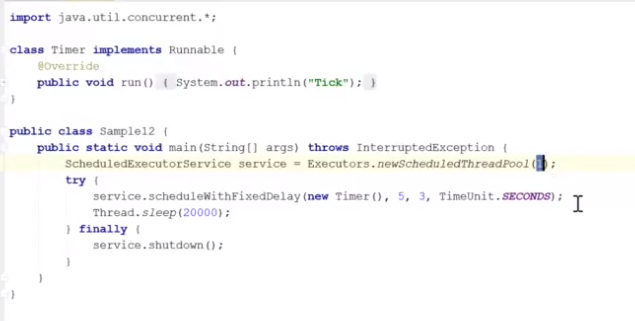 import java.util.concurrent.*;
class Timer implements Runnable {
@Override
public void run() { System.out.println("Tick"); }
}
public class Sample12 {
public static void main(String[] args) throws InterruptedException {
ScheduledExecutorService service = Executors.newScheduledThreadPool();
try {
service.scheduleWithFixedDelay(new Timer(), 5, 3, TimeUnit.SECONDS);
Thread.sleep(20000);
} finally {
service.shutdown();
}
}
}